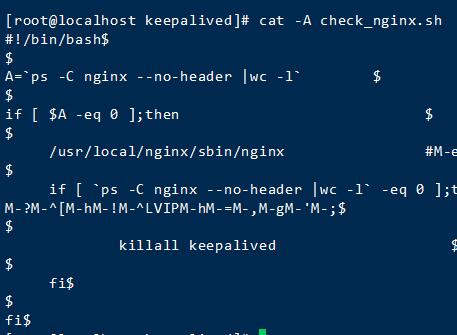 [root@localhost keepalived]# cat -A check_nginx.sh
#!/bin/bash$
$
A=`ps -C nginx --no-header |wc -l`        $
$
if [ $A -eq 0 ];then                              $
$
     /usr/local/nginx/sbin/nginx                 #M-e
$
     if [ `ps -C nginx --no-header |wc -l` -eq 0 ];t
M-?M-^[M-hM-!M-^LVIPM-hM-=M-,M-gM-'M-;$
$
             killall keepalived                     $
$
     fi$
$
fi$